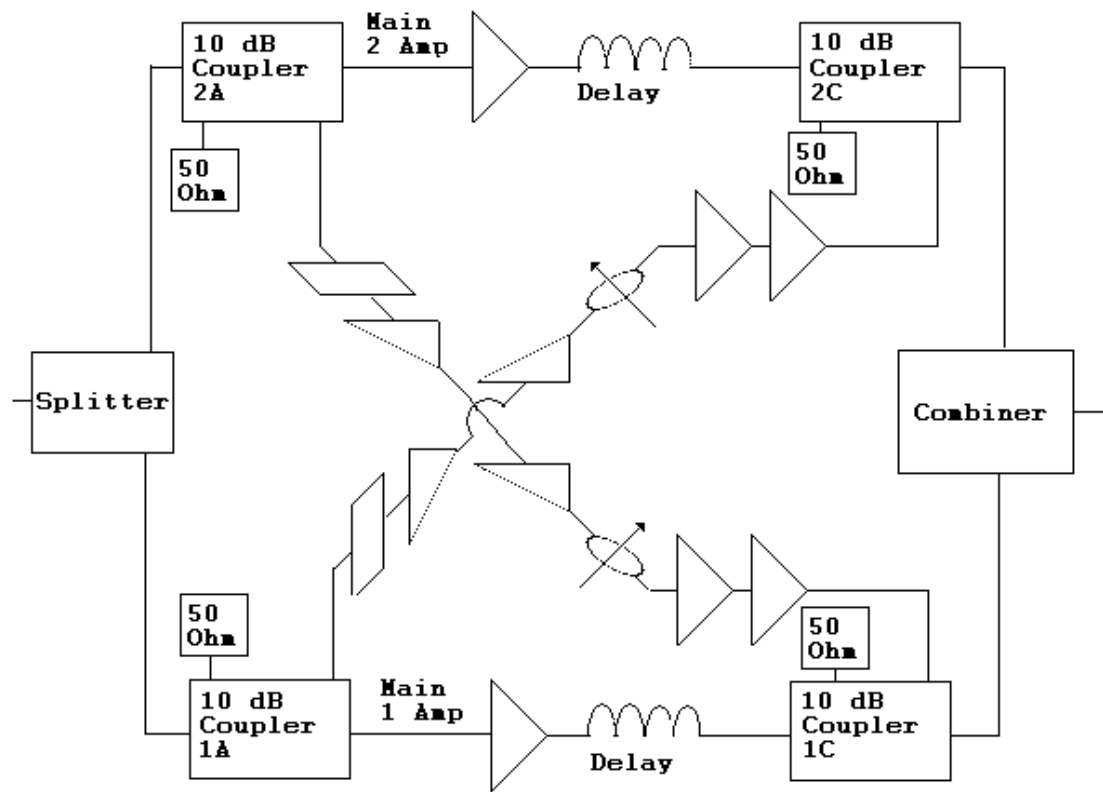 10 dB
Coupler
2A
Main
2 Amp
Delay
10 dB
Coupler
2C
50
Ohm
50
Ohm
Splitter
Combiner
50
Ohm
50
Ohm
10 dB
Coupler
1A
Main
1 Amp
Delay
10 dB
Coupler
1C